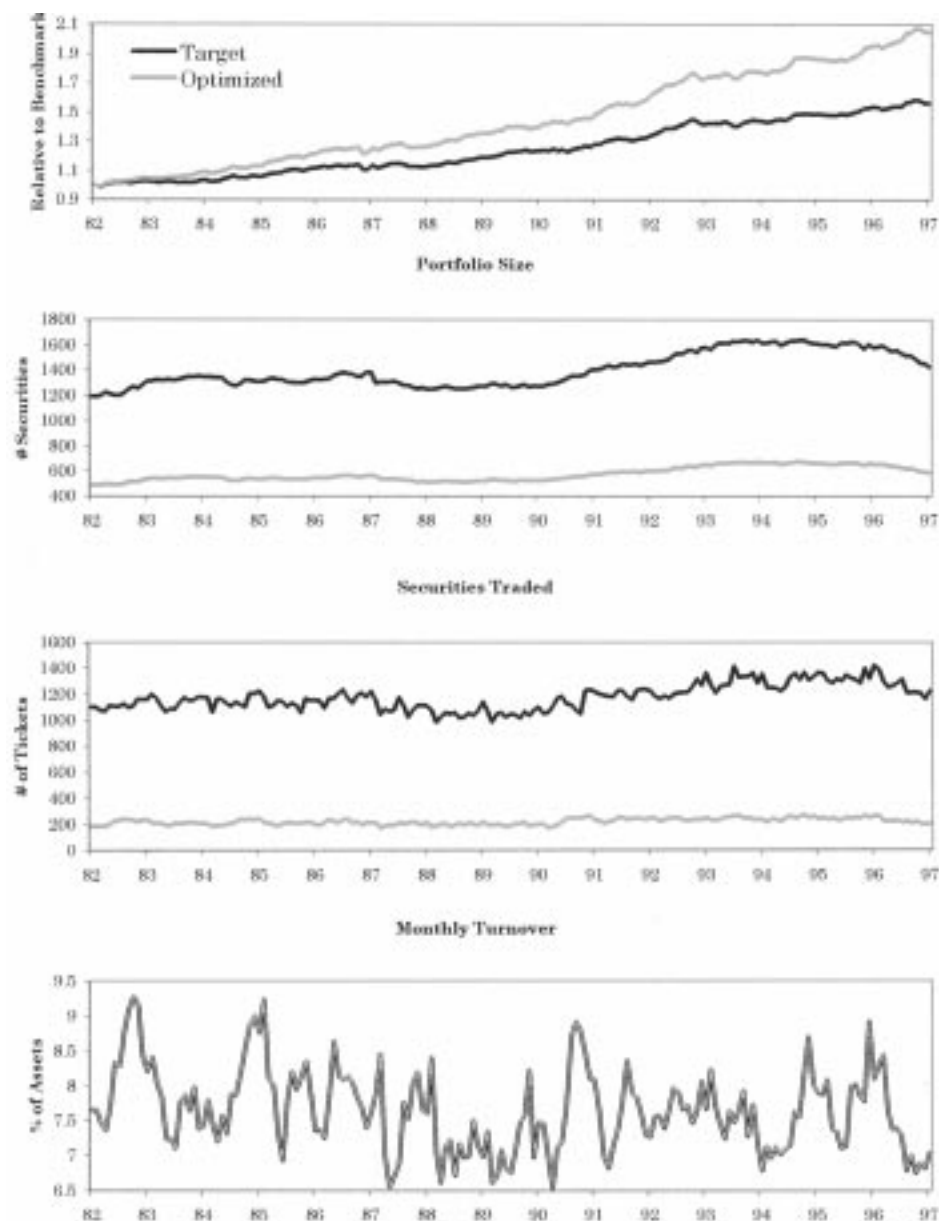 Relative to Benchmark
2.1
1.9
1.7
1.5
1.3
1.1
0.9
Target
Optimized
82 83 84 85 86 87 88 89 90 91 92 93 94 95 96 97
Portfolio Size
# Securities
1800
1600
1400
1200
1000
800
600
400
82 83 84 85 86 87 88 89 90 91 92 93 94 95 96 97
Securities Traded
# of Tickets
1600
1400
1200
1000
800
600
400
200
0
82 83 84 85 86 87 88 89 90 91 92 93 94 95 96 97
Monthly Turnover
% of Assets
9.5
9
8.5
8
7.5
7
6.5
82 83 84 85 86 87 88 89 90 91 92 93 94 95 96 97